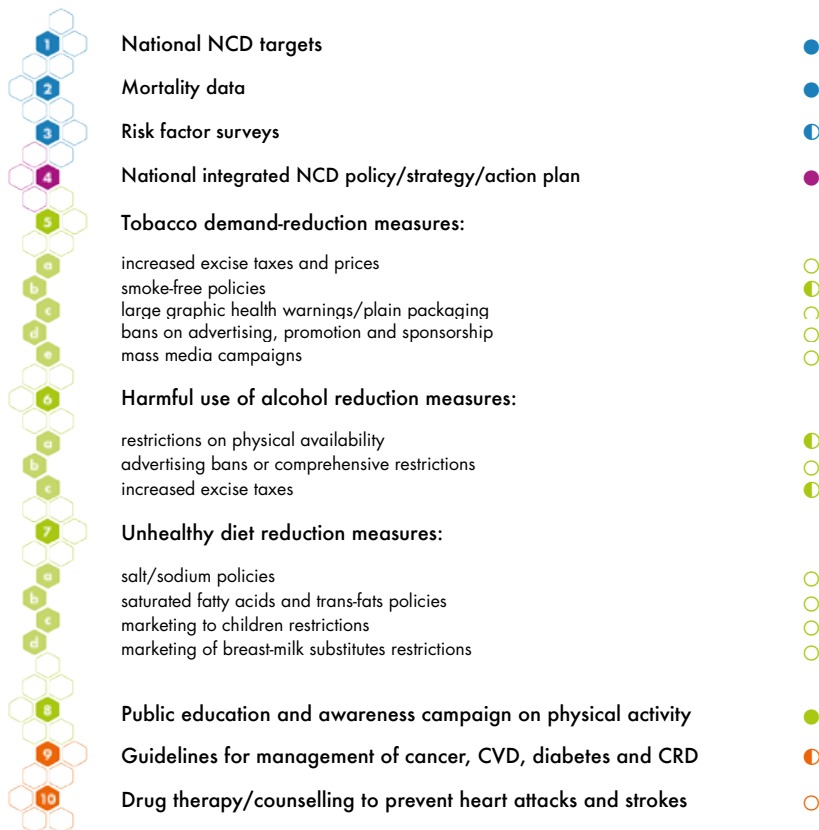 1 National NCD targets
2 Mortality data
3 Risk factor surveys
4 National integrated NCD policy/strategy/action plan
5 Tobacco demand-reduction measures:
a increased excise taxes and prices
b smoke-free policies
c large graphic health warnings/plain packaging
d bans on advertising, promotion and sponsorship
e mass media campaigns
6 Harmful use of alcohol reduction measures:
a restrictions on physical availability
b advertising bans or comprehensive restrictions
c increased excise taxes
7 Unhealthy diet reduction measures:
a salt/sodium policies
b saturated fatty acids and trans-fats policies
c marketing to children restrictions
d marketing of breast-milk substitutes restrictions
8 Public education and awareness campaign on physical activity
9 Guidelines for management of cancer, CVD, diabetes and CRD
10 Drug therapy/counselling to prevent heart attacks and strokes